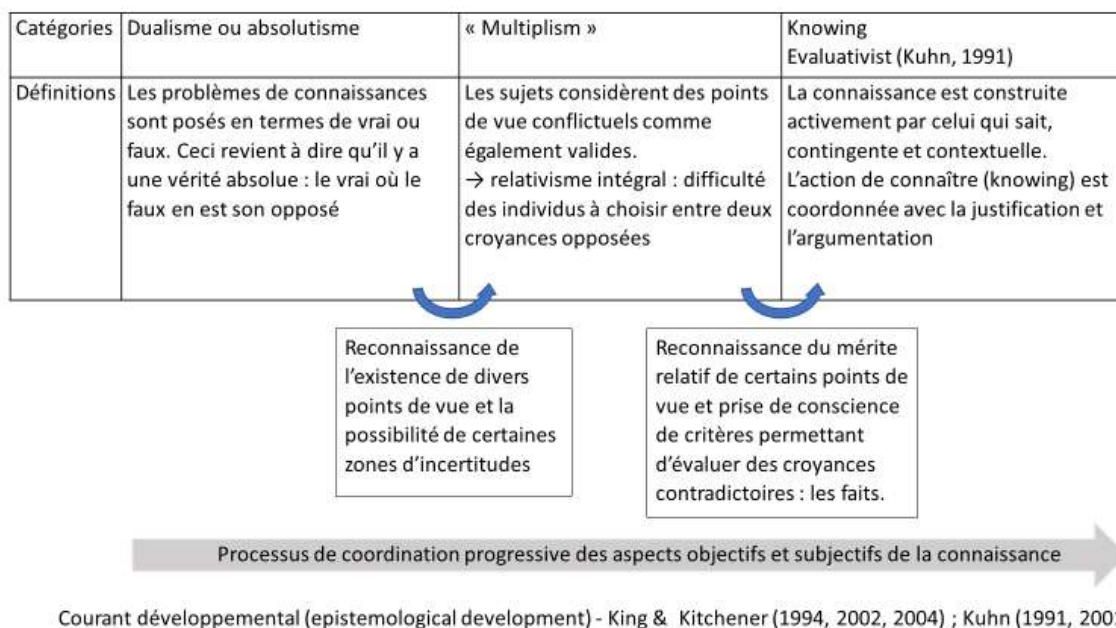 Catégories
Dualisme ou absolutisme
« Multiplism »
Knowing
Evaluativist (Kuhn, 1991)
Définitions
Les problèmes de connaissances
sont posés en termes de vrai ou
faux. Ceci revient à dire qu'il y a
une vérité absolue : le vrai où le
faux en est son opposé
Les sujets considèrent des points
de vue conflictuels comme
également valides.
→ relativisme intégral : difficulté
des individus à choisir entre deux
croyances opposées
La connaissance est construite
activement par celui qui sait,
contingente et contextuelle.
L'action de connaître (knowing) est
coordonnée avec la justification et
l'argumentation
Reconnaissance de
l'existence de divers
points de vue et la
possibilité de certaines
zones d'incertitudes
Reconnaissance du mérite
relatif de certains points de
vue et prise de conscience
de critères permettant
d'évaluer des croyances
contradictoires : les faits.
Processus de coordination progressive des aspects objectifs et subjectifs de la connaissance
Courant développemental (epistemological development) - King & Kitchener (1994, 2002, 2004) ; Kuhn (1991,